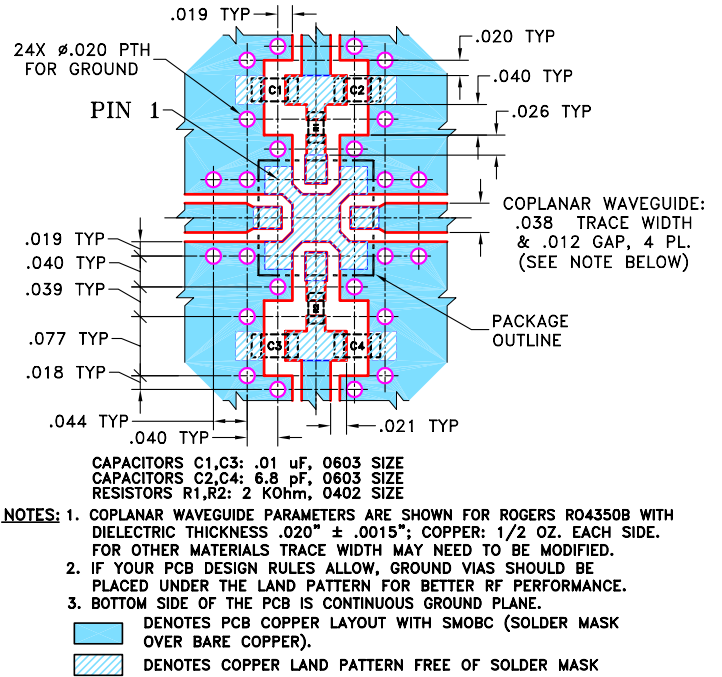 .019 TYP
24X ø.020 PTH
FOR GROUND
PIN 1
C1
C2
R
.020 TYP
.040 TYP
.026 TYP
COPLANAR WAVEGUIDE:
.038 TRACE WIDTH
& .012 GAP, 4 PL.
(SEE NOTE BELOW)
.019 TYP
.040 TYP
.039 TYP
.077 TYP
.018 TYP
.044 TYP
.040 TYP
C3
C4
PACKAGE
OUTLINE
.021 TYP
CAPACITORS C1,C3: .01 uF, 0603 SIZE
CAPACITORS C2,C4: 6.8 pF, 0603 SIZE
RESISTORS R1,R2: 2 KOhm, 0402 SIZE
NOTES: 1. COPLANAR WAVEGUIDE PARAMETERS ARE SHOWN FOR ROGERS RO4350B WITH
DIELECTRIC THICKNESS .020" ± .0015"; COPPER: 1/2 OZ. EACH SIDE.
FOR OTHER MATERIALS TRACE WIDTH MAY NEED TO BE MODIFIED.
2. IF YOUR PCB DESIGN RULES ALLOW, GROUND VIAS SHOULD BE
PLACED UNDER THE LAND PATTERN FOR BETTER RF PERFORMANCE.
3. BOTTOM SIDE OF THE PCB IS CONTINUOUS GROUND PLANE.
DENOTES PCB COPPER LAYOUT WITH SMOBC (SOLDER MASK
OVER BARE COPPER).
DENOTES COPPER LAND PATTERN FREE OF SOLDER MASK